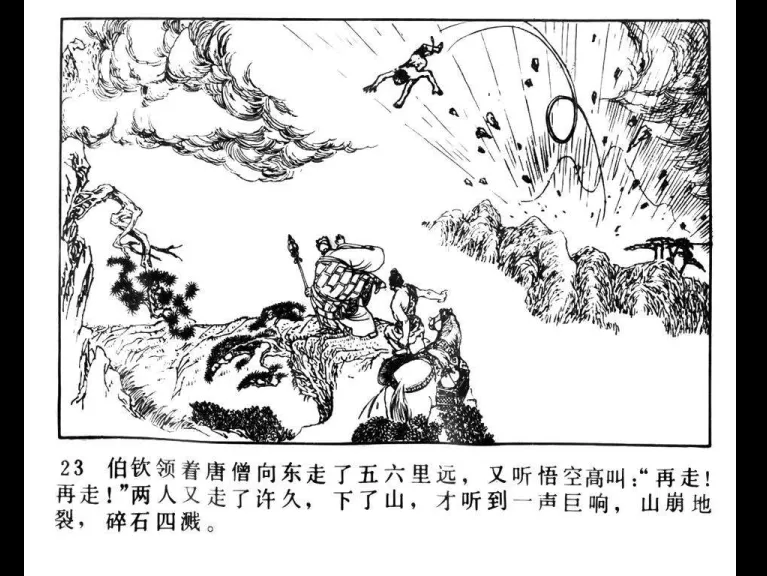 23 伯钦领着唐僧向东走了五六里远，又听悟空高叫：“再走！
再走！”两人又走了许久，下了山，才听到一声巨响，山崩地
裂，碎石四溅。